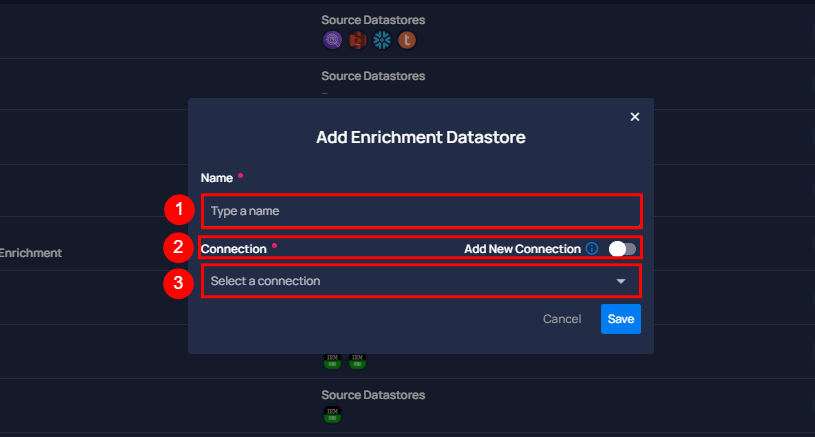 Source Datastores
Source Datastores
–
Add Enrichment Datastore
Name •
1
Type a name
2
Connection • Add New Connection
Enrichment
3
Select a connection
Cancel Save
IBM IBM
Source Datastores
IBM